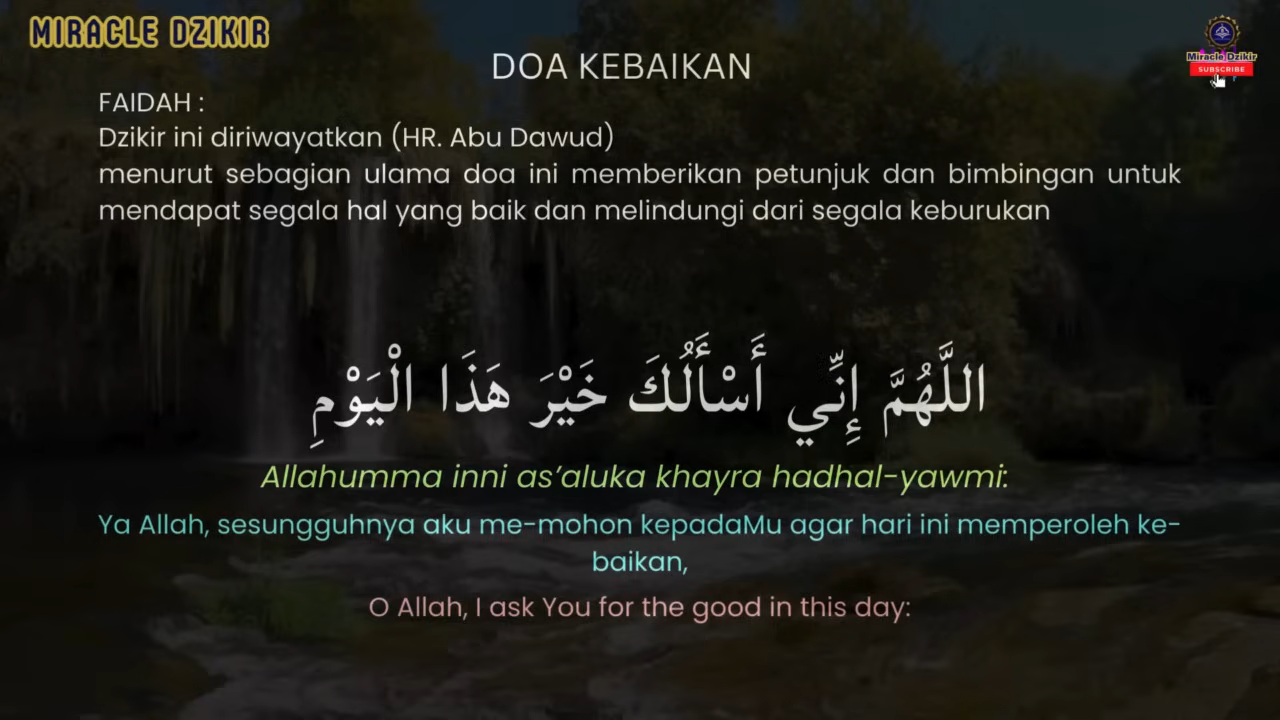 MIRACLE DZIKIR
Miracle Dzikir
SUBSCRIBE
DOA KEBAIKAN
FAIDAH :
Dzikir ini diriwayatkan (HR. Abu Dawud)
menurut sebagian ulama doa ini memberikan petunjuk dan bimbingan untuk
mendapat segala hal yang baik dan melindungi dari segala keburukan
اللَّهُمَّ إِنِّي أَسْأَلُكَ خَيْرَ هَذَا الْيَوْمِ
Allahumma inni as’aluka khayra hadhal-yawmi:
Ya Allah, sesungguhnya aku me-mohon kepadaMu agar hari ini memperoleh ke-
baikan,
O Allah, I ask You for the good in this day: